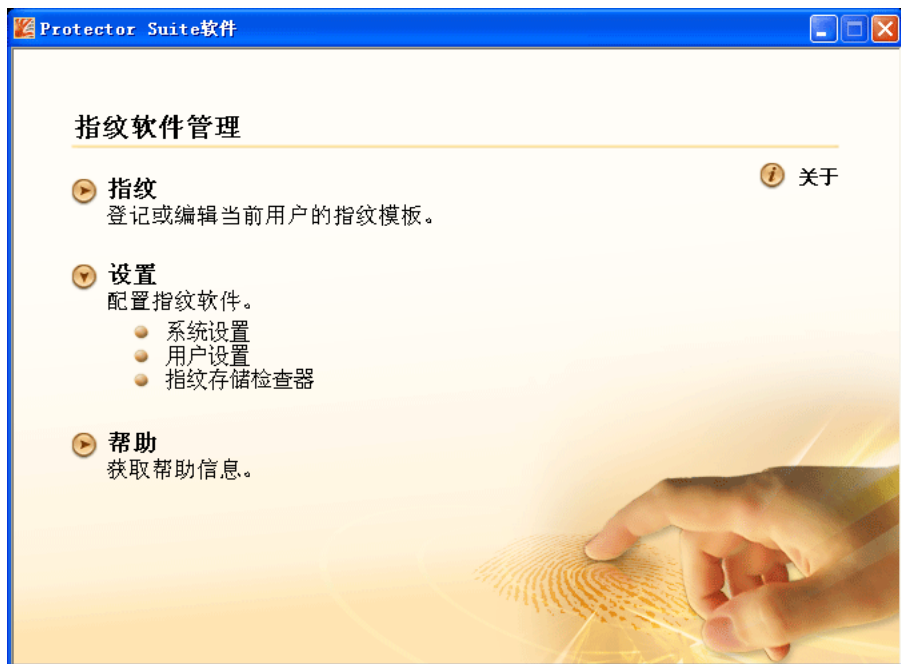 Protector Suite软件
指纹软件管理
关于
指纹
登记或编辑当前用户的指纹模板。
设置
配置指纹软件。
系统设置
用户设置
指纹存储检查器
帮助
获取帮助信息。